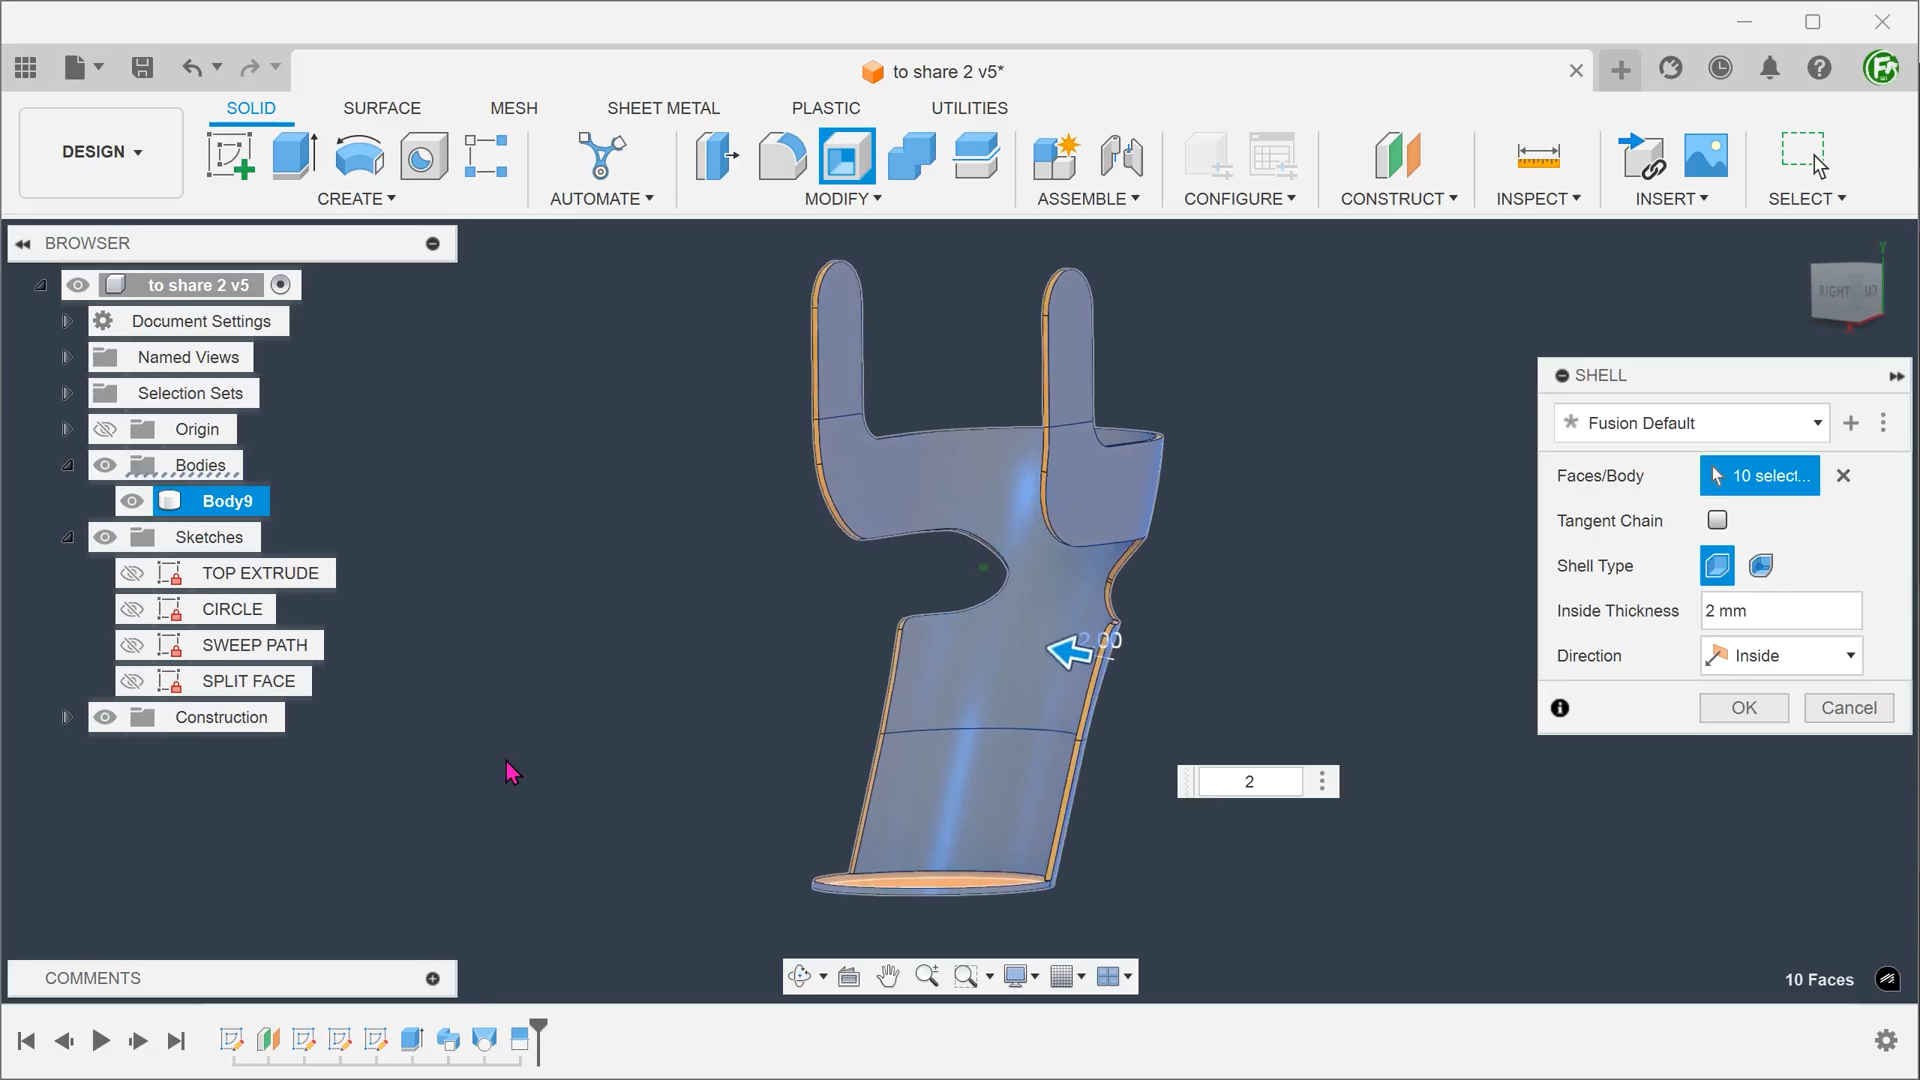 to share 2 v5*
SOLID SURFACE MESH SHEET METAL PLASTIC UTILITIES
DESIGN
CREATE AUTOMATE MODIFY ASSEMBLE CONFIGURE CONSTRUCT INSPECT INSERT SELECT
BROWSER
to share 2 v5
Document Settings
Named Views
Selection Sets
Origin
Bodies
Body9
Sketches
TOP EXTRUDE
CIRCLE
SWEEP PATH
SPLIT FACE
Construction
Y
RIGHT
X
SHELL
Fusion Default
Faces/Body 10 select...
Tangent Chain
Shell Type
Inside Thickness 2 mm
Direction Inside
OK Cancel
2.00
2
COMMENTS
10 Faces